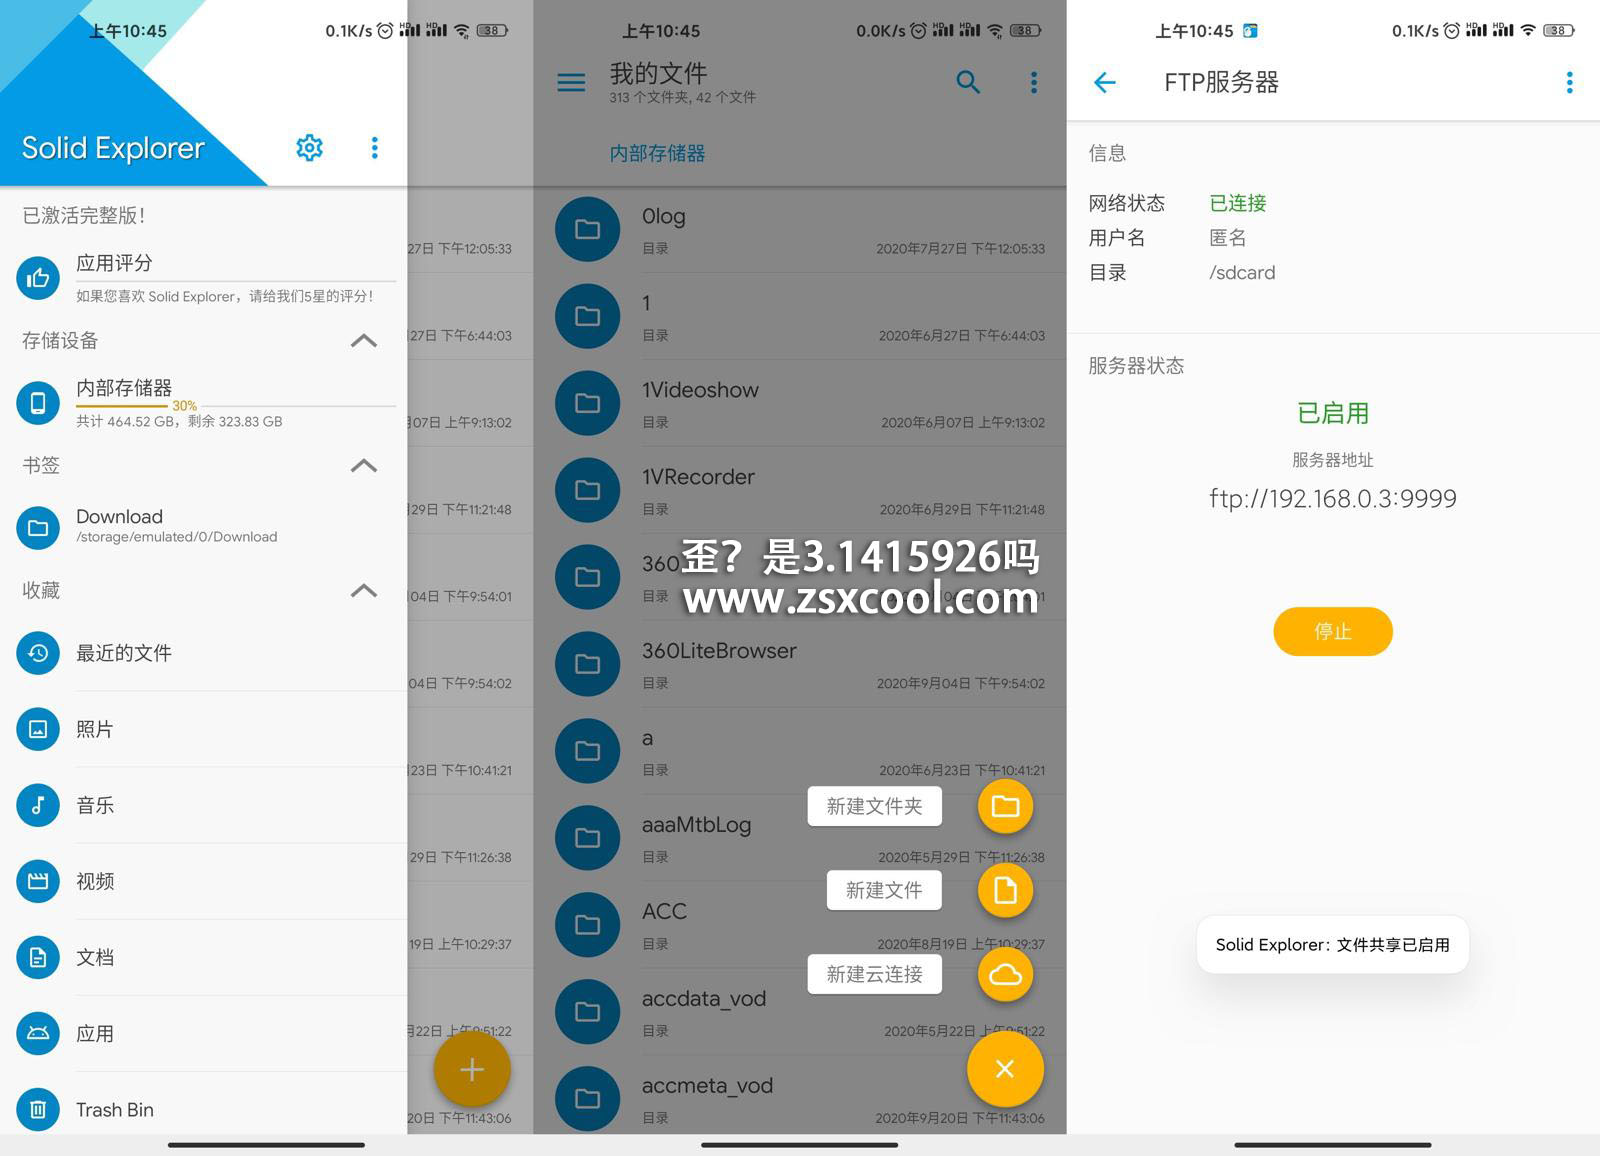 上午10:45
0.1K/s
38
Solid Explorer
已激活完整版！
应用评分
如果您喜欢 Solid Explorer，请给我们5星的评分！
存储设备
内部存储器
30%
共计 464.52 GB，剩余 323.83 GB
书签
Download
/storage/emulated/0/Download
收藏
最近的文件
照片
音乐
视频
文档
应用
Trash Bin
27日 下午12:05:33
27日 下午6:44:03
月07日 上午9:13:02
29日 下午11:21:48
04日 下午9:54:01
04日 下午9:54:02
23日 下午10:41:21
29日 下午11:26:38
19日 上午10:29:37
月22日 上午9:51:22
20日 下午11:43:06
上午10:45
0.0K/s
38
我的文件
313 个文件夹, 42 个文件
内部存储器
0log
目录
2020年7月27日 下午12:05:33
1
目录
2020年6月27日 下午6:44:03
1Videoshow
目录
2020年6月07日 上午9:13:02
1VRecorder
目录
2020年6月29日 下午11:21:48
360
目录
歪？是3.1415926吗
www.zsxcool.com
360LiteBrowser
目录
2020年9月04日 下午9:54:02
a
目录
2020年6月23日 下午10:41:21
aaaMtbLog
目录
2020年5月29日 下午11:26:38
ACC
目录
2020年8月19日 上午10:29:37
accdata_vod
目录
2020年5月22日 上午9:51:22
accmeta_vod
目录
2020年9月20日 下午11:43:06
新建文件夹
新建文件
新建云连接
上午10:45
0.1K/s
38
FTP服务器
信息
网络状态 已连接
用户名 匿名
目录 /sdcard
服务器状态
已启用
服务器地址
ftp://192.168.0.3:9999
停止
Solid Explorer：文件共享已启用